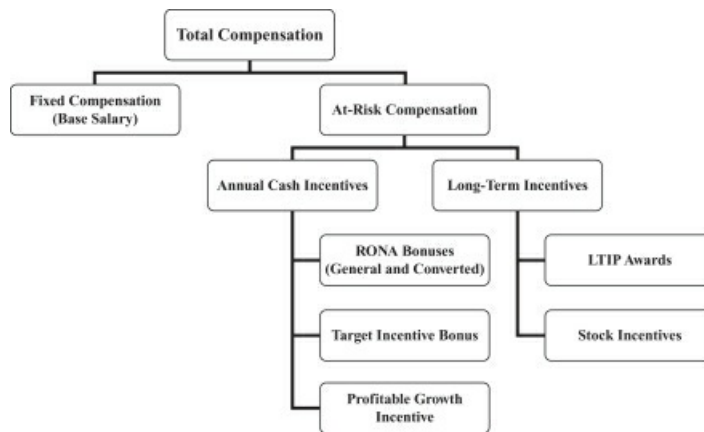 Total Compensation
Fixed Compensation
(Base Salary)
At-Risk Compensation
Annual Cash Incentives
Long-Term Incentives
RONA Bonuses
(General and Converted)
LTIP Awards
Target Incentive Bonus
Stock Incentives
Profitable Growth
Incentive